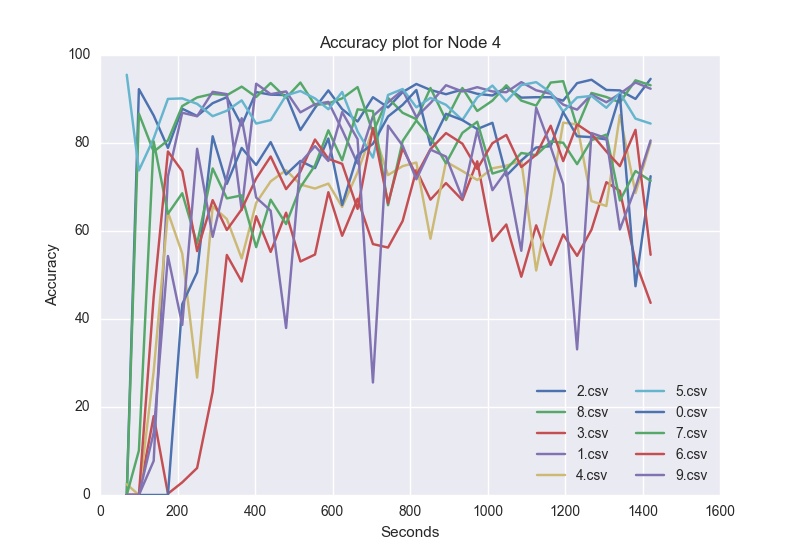 Accuracy plot for Node 4
100
80
60
40
20
0
Accuracy
0 200 400 600 800 1000 1200 1400 1600
Seconds
2.csv 5.csv
8.csv 0.csv
3.csv 7.csv
1.csv 6.csv
4.csv 9.csv